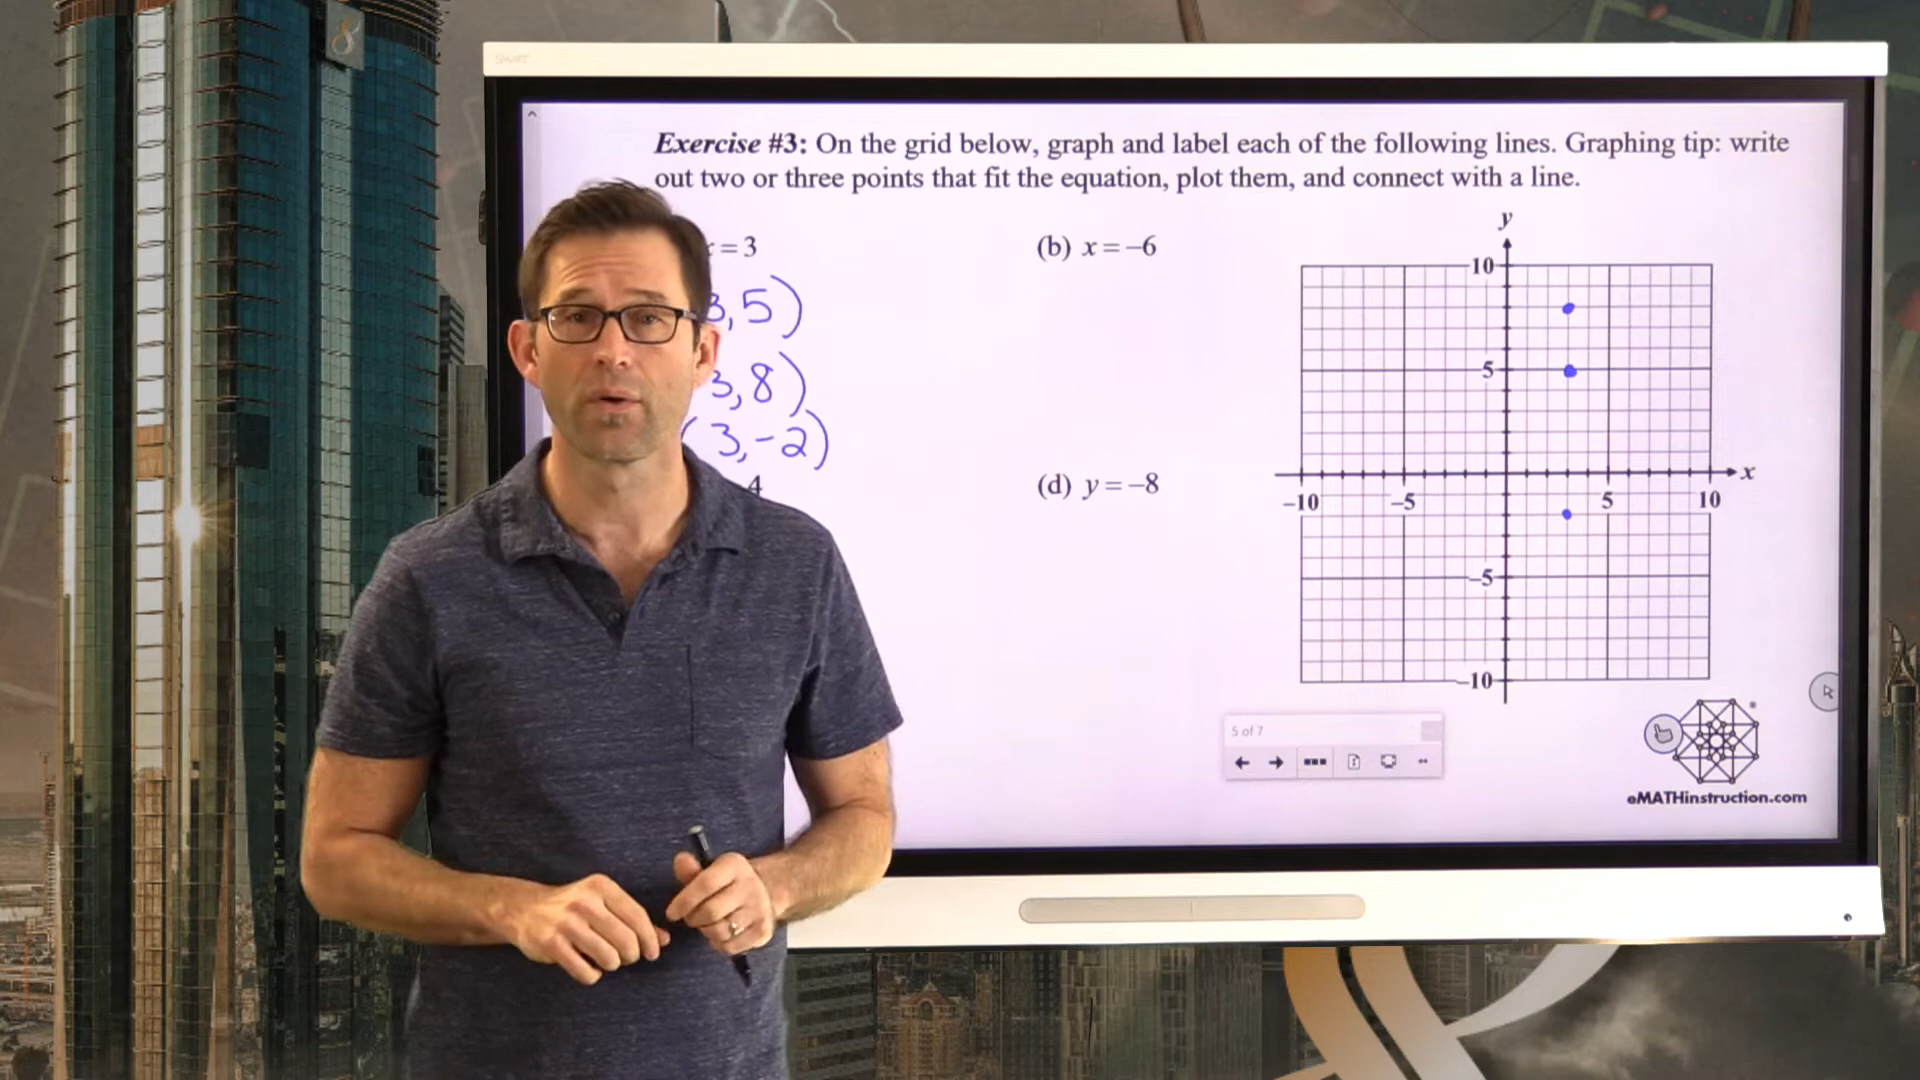 SMART
Exercise #3: On the grid below, graph and label each of the following lines. Graphing tip: write
out two or three points that fit the equation, plot them, and connect with a line.
= 3
(b) x = −6
3, 5)
3, 8)
(3, -2)
4
(d) y = −8
y
10
5
x
−10
−5
5
10
−5
−10
5 of 7
eMATHinstruction.com
8